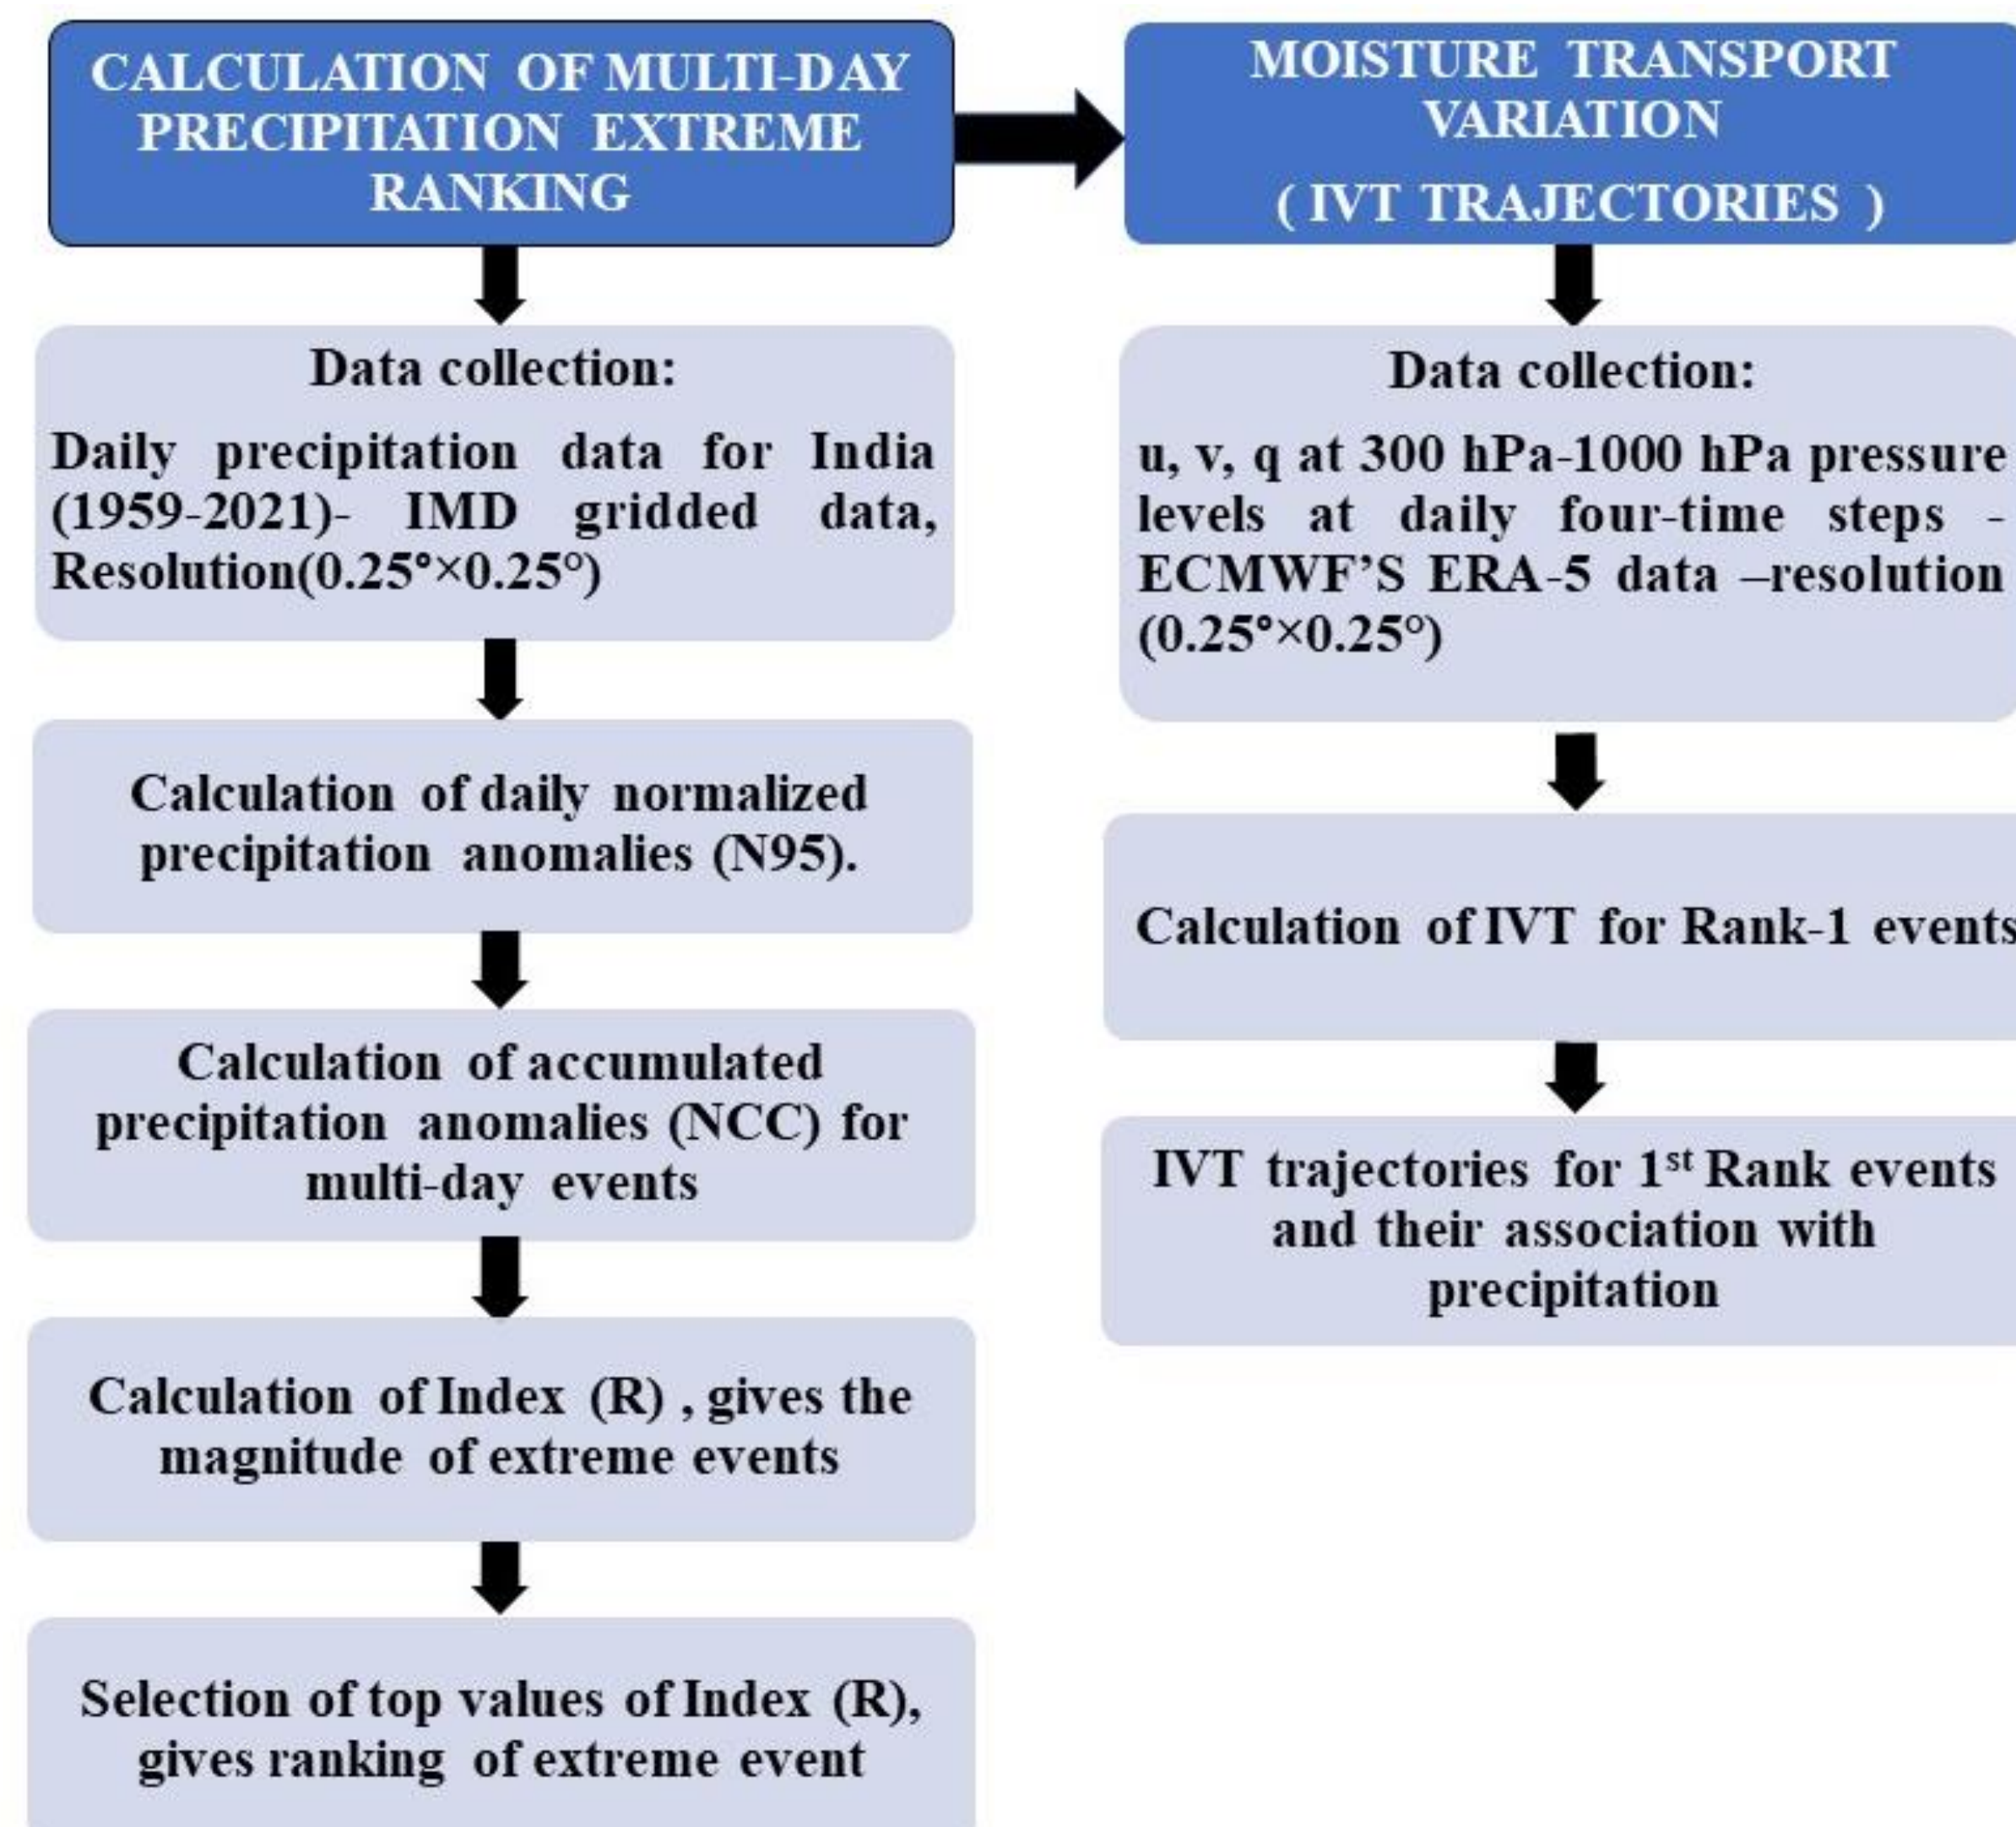 CALCULATION OF MULTI-DAY
PRECIPITATION EXTREME
RANKING
Data collection:
Daily precipitation data for India
(1959-2021)- IMD gridded data,
Resolution(0.25°×0.25°)
Calculation of daily normalized
precipitation anomalies (N95).
Calculation of accumulated
precipitation anomalies (NCC) for
multi-day events
Calculation of Index (R) , gives the
magnitude of extreme events
Selection of top values of Index (R),
gives ranking of extreme event
MOISTURE TRANSPORT
VARIATION
( IVT TRAJECTORIES )
Data collection:
u, v, q at 300 hPa-1000 hPa pressure
levels at daily four-time steps -
ECMWF’S ERA-5 data –resolution
(0.25°×0.25°)
Calculation of IVT for Rank-1 events
IVT trajectories for 1st Rank events
and their association with
precipitation